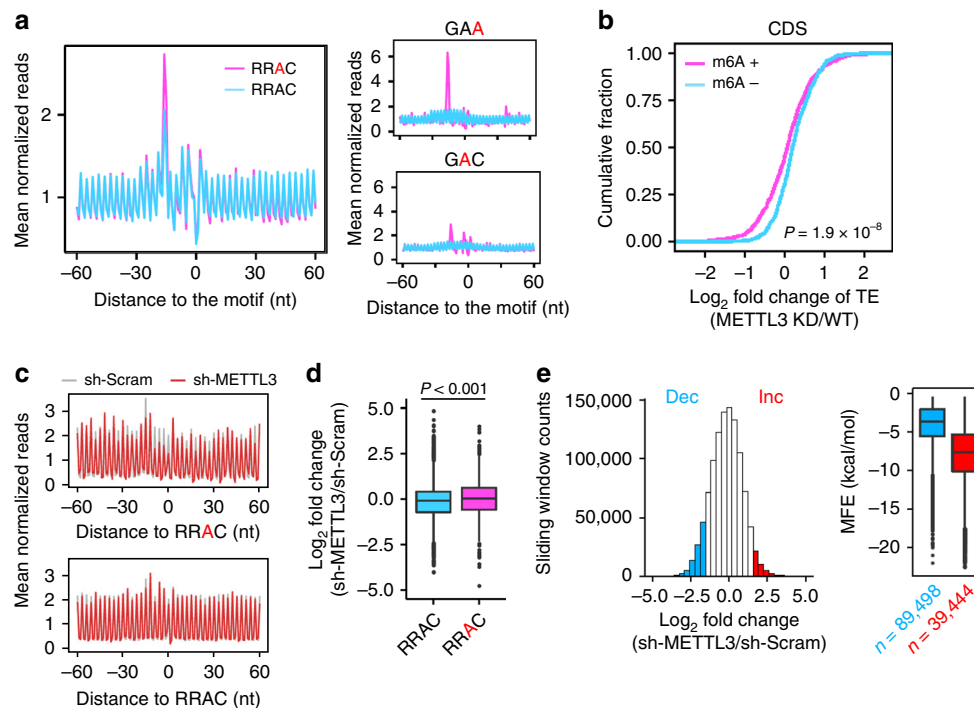 a
Mean normalized reads
2
1
RRAC
RRAC
−60
−30
0
30
60
Distance to the motif (nt)
GAA
Mean normalized reads
6
4
2
0
GAC
6
4
2
0
−60
−30
0
30
60
Distance to the motif (nt)
b
CDS
m6A +
m6A −
Cumulative fraction
1.00
0.75
0.50
0.25
0.00
P = 1.9 × 10⁻⁸
−2
−1
0
1
2
Log₂ fold change of TE
(METTL3 KD/WT)
c
sh-Scram
sh-METTL3
Mean normalized reads
4
3
2
1
0
−60
−30
0
30
60
Distance to RRAC (nt)
4
3
2
1
0
−60
−30
0
30
60
Distance to RRAC (nt)
d
P < 0.001
Log₂ fold change
(sh-METTL3/sh-Scram)
5.0
2.5
0.0
−2.5
−5.0
RRAC
RRAC
e
Dec
Inc
Sliding window counts
150,000
100,000
50,000
0
−5.0
−2.5
0
2.5
5.0
Log₂ fold change
(sh-METTL3/sh-Scram)
MFE (kcal/mol)
0
−5
−10
−15
−20
n = 89,498
n = 39,444